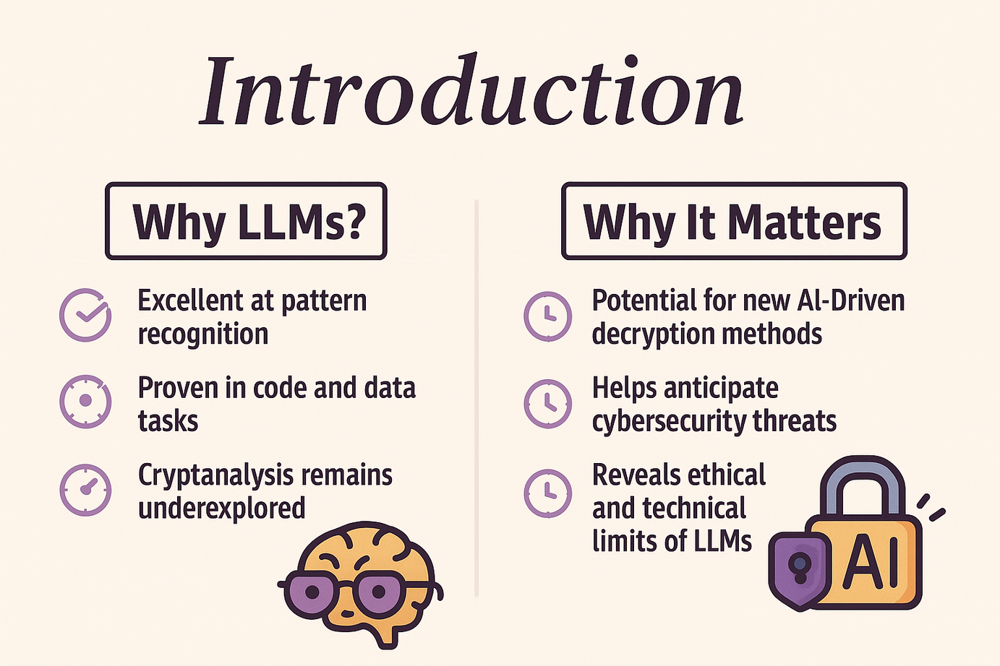 Introduction
Why LLMs?
Excellent at pattern
recognition
Proven in code and data
tasks
Cryptanalysis remains
underexplored
Why It Matters
Potential for new AI-Driven
decryption methods
Helps anticipate
cybersecurity threats
Reveals ethical
and technical
limits of LLMs
AI